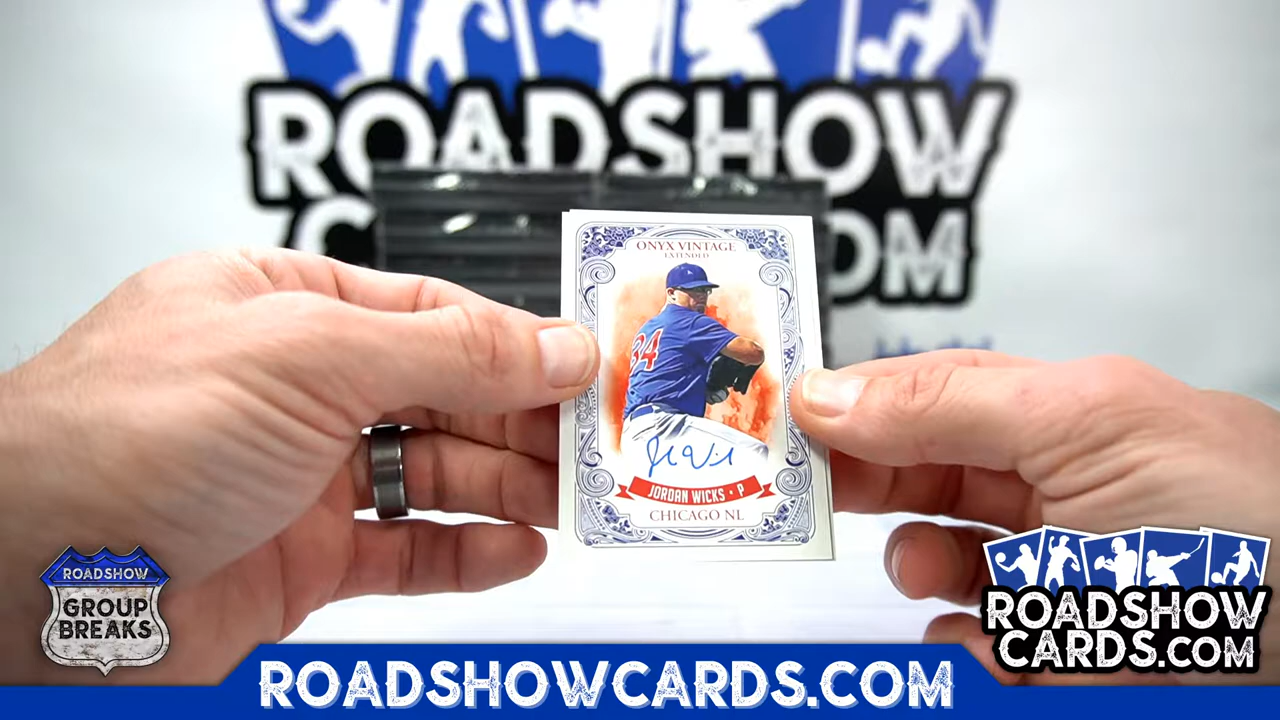 ROADSHOW
ONYX VINTAGE
EXTENDED
34
JORDAN WICKS • P
CHICAGO NL
ROADSHOW
GROUP
BREAKS
ROADSHOW
CARDS.COM
ROADSHOWCARDS.COM